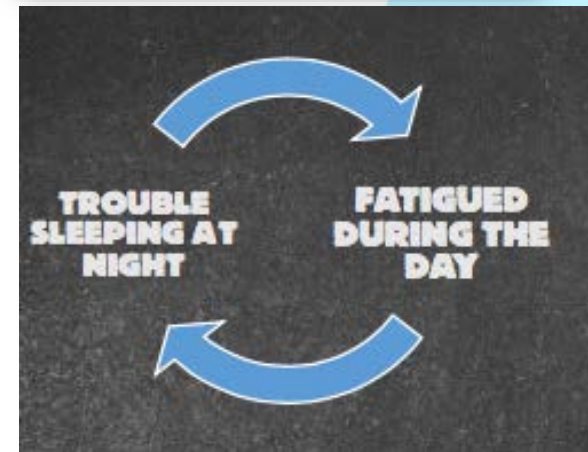 TROUBLE
SLEEPING AT
NIGHT
FATIGUED
DURING THE
DAY